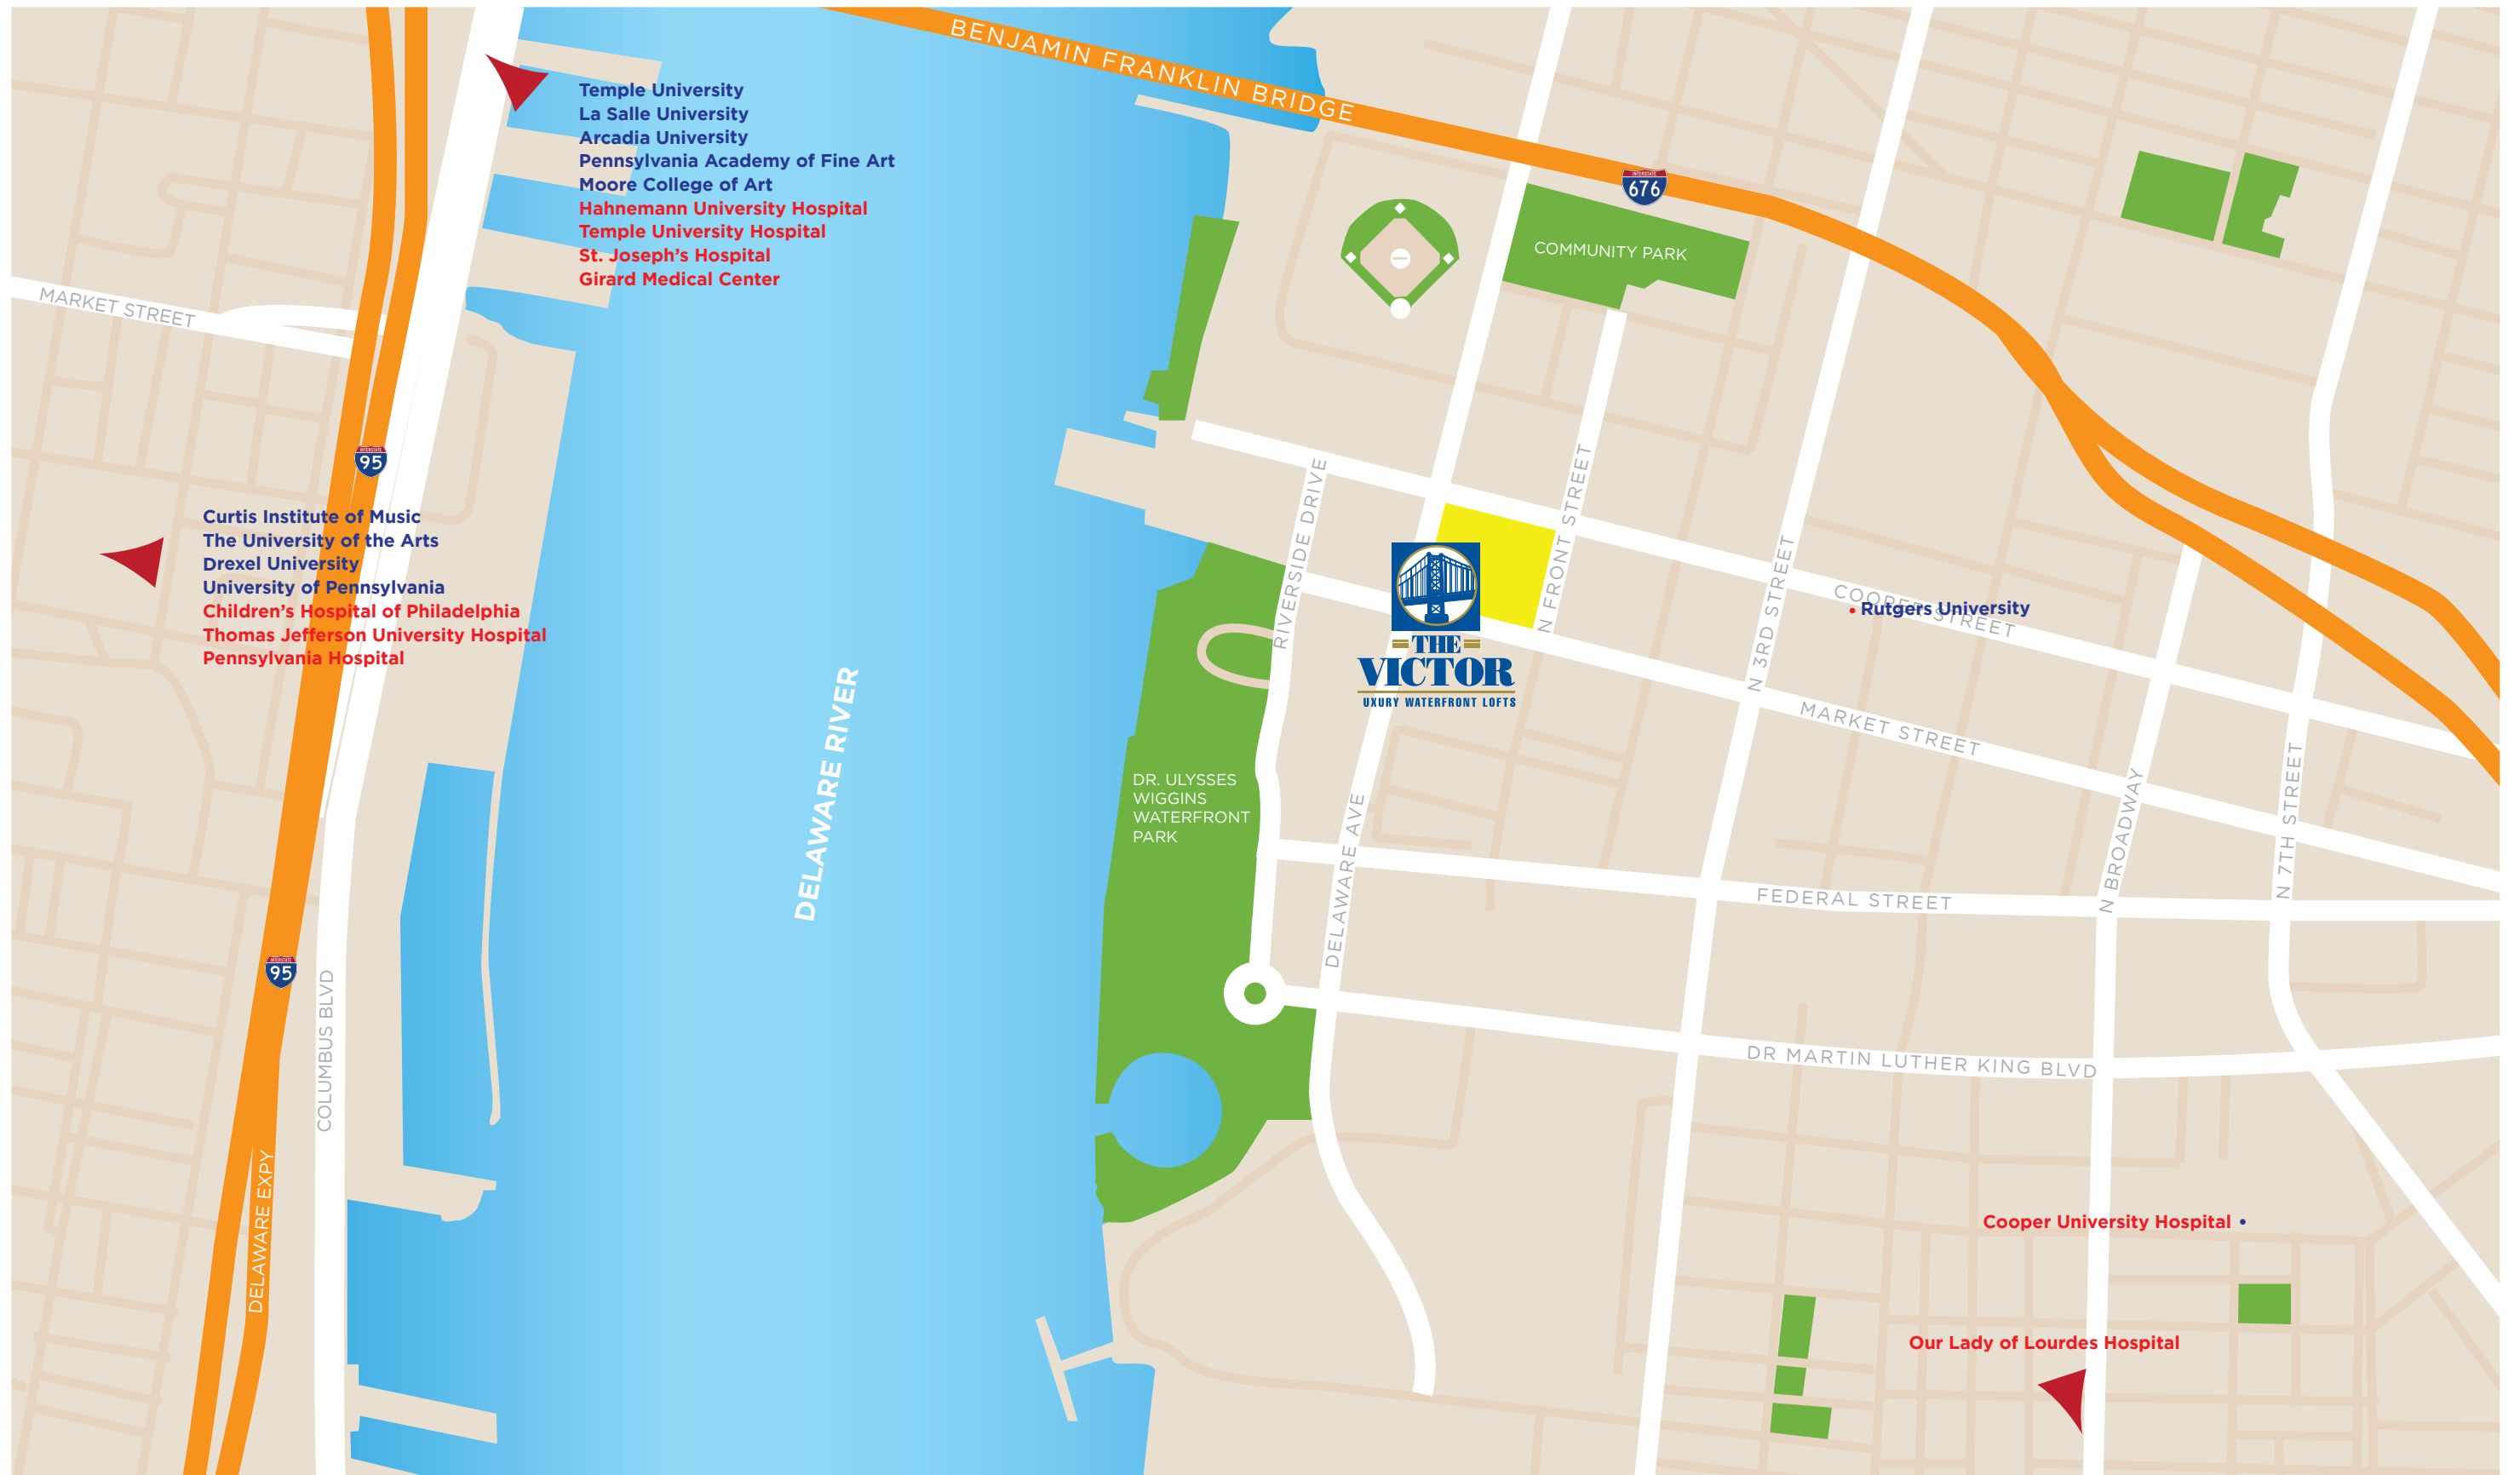 BENJAMIN FRANKLIN BRIDGE
Temple University
La Salle University
Arcadia University
Pennsylvania Academy of Fine Art
Moore College of Art
Hahnemann University Hospital
Temple University Hospital
St. Joseph’s Hospital
Girard Medical Center
INTERSTATE
676
COMMUNITY PARK
MARKET STREET
INTERSTATE
95
Curtis Institute of Music
The University of the Arts
Drexel University
University of Pennsylvania
Children’s Hospital of Philadelphia
Thomas Jefferson University Hospital
Pennsylvania Hospital
RIVERSIDE DRIVE
N FRONT STREET
N 3RD STREET
COOPER STREET
Rutgers University
THE
VICTOR
UXURY WATERFRONT LOFTS
MARKET STREET
DELAWARE RIVER
DR. ULYSSES
WIGGINS
WATERFRONT
PARK
DELAWARE AVE
N BROADWAY
N 7TH STREET
FEDERAL STREET
INTERSTATE
95
COLUMBUS BLVD
DR MARTIN LUTHER KING BLVD
DELAWARE EXPY
Cooper University Hospital
Our Lady of Lourdes Hospital